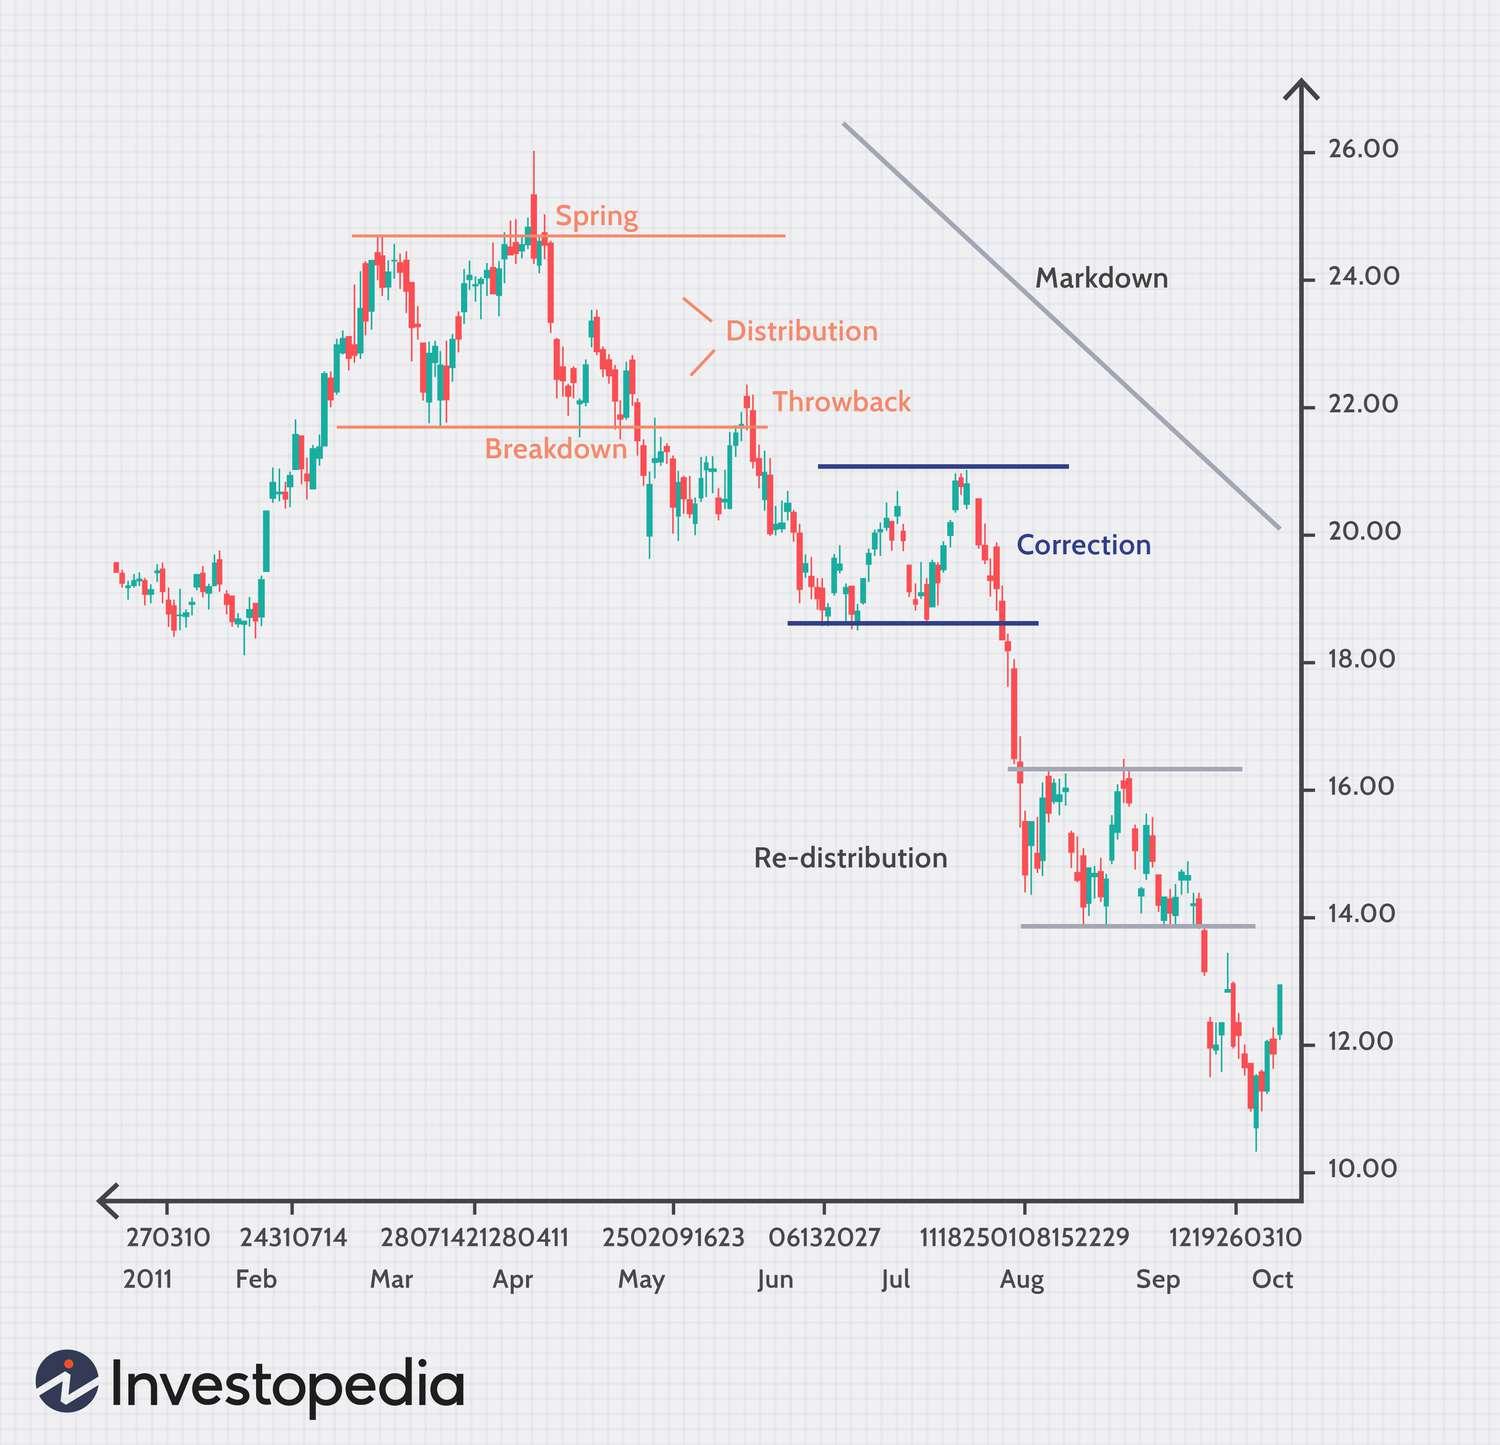 26.00
Spring
24.00
Markdown
Distribution
22.00
Throwback
Breakdown
20.00
Correction
18.00
16.00
Re-distribution
14.00
12.00
10.00
270310 24310714 28071421280411 2502091623 06132027 1118250108152229 1219260310
2011 Feb Mar Apr May Jun Jul Aug Sep Oct
Investopedia